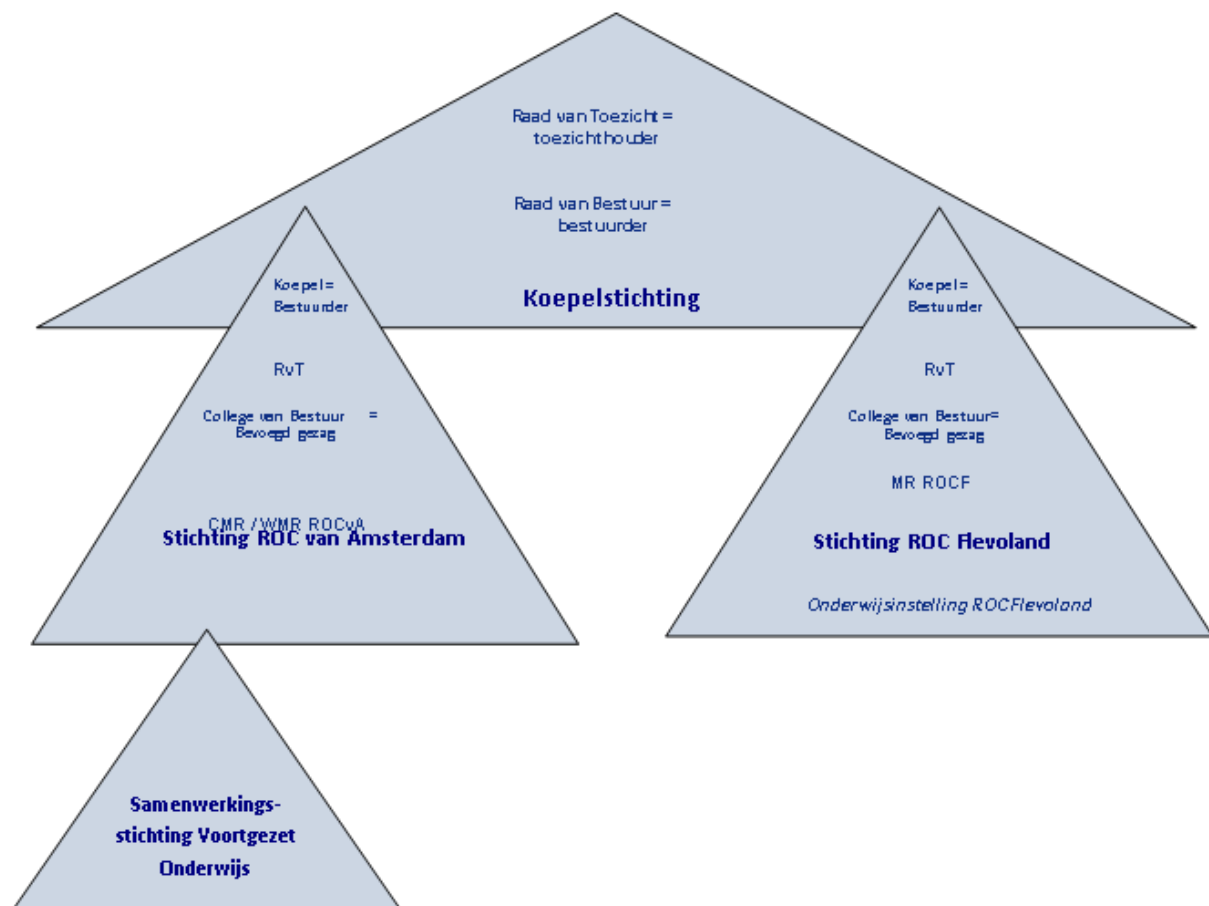 Raad van Toezicht =
toezichthouder
Raad van Bestuur =
bestuurder
Koepelstichting
Koepel=
Bestuurder
RvT
College van Bestuur =
Bevoegd gezag
CMR / WMR ROCvA
Stichting ROC van Amsterdam
Koepel=
Bestuurder
RvT
College van Bestuur=
Bevoegd gezag
MR ROCF
Stichting ROC Flevoland
Onderwijsinstelling ROCFlevoland
Samenwerkings-
stichting Voortgezet
Onderwijs